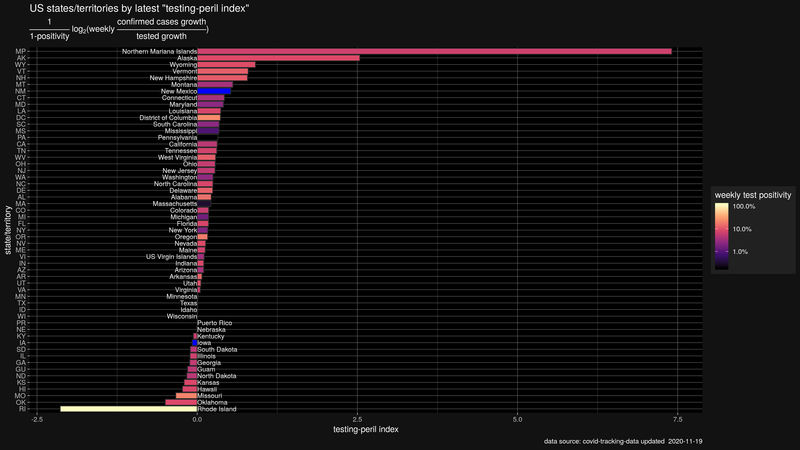 US states/territories by latest "testing-peril index"
1 confirmed cases growth
log2(weekly )
1-positivity tested growth
MP Northern Mariana Islands
AK Alaska
WY Wyoming
VT Vermont
NH New Hampshire
MT Montana
NM New Mexico
CT Connecticut
MD Maryland
LA Louisiana
DC District of Columbia
SC South Carolina
MS Mississippi
PA Pennsylvania
CA California
TN Tennessee
WV West Virginia
OH Ohio
NJ New Jersey
WA Washington
NC North Carolina
DE Delaware
AL Alabama
MA Massachusetts
CO Colorado
MI Michigan
FL Florida
NY New York
OR Oregon
NV Nevada
ME Maine
VI US Virgin Islands
IN Indiana
AZ Arizona
AR Arkansas
UT Utah
VA Virginia
MN Minnesota
TX Texas
ID Idaho
WI Wisconsin
PR Puerto Rico
NE Nebraska
KY Kentucky
IA Iowa
SD South Dakota
IL Illinois
GA Georgia
GU Guam
ND North Dakota
KS Kansas
HI Hawaii
MO Missouri
OK Oklahoma
RI Rhode Island
state/territory
-2.5 0.0 2.5 5.0 7.5
testing-peril index
weekly test positivity
100.0%
10.0%
1.0%
data source: covid-tracking-data updated 2020-11-19